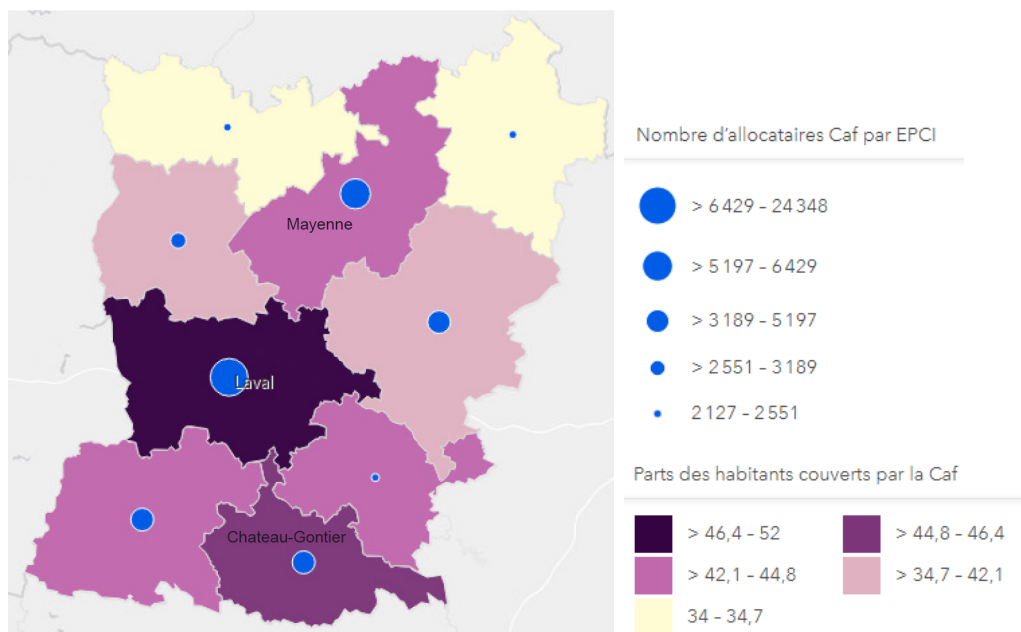 Mayenne
Laval
Chateau-Gontier
Nombre d'allocataires Caf par EPCI
> 6 429 - 24 348
> 5 197 - 6 429
> 3 189 - 5 197
> 2 551 - 3 189
2 127 - 2 551
Parts des habitants couverts par la Caf
> 46,4 - 52
> 44,8 - 46,4
> 42,1 - 44,8
> 34,7 - 42,1
34 - 34,7